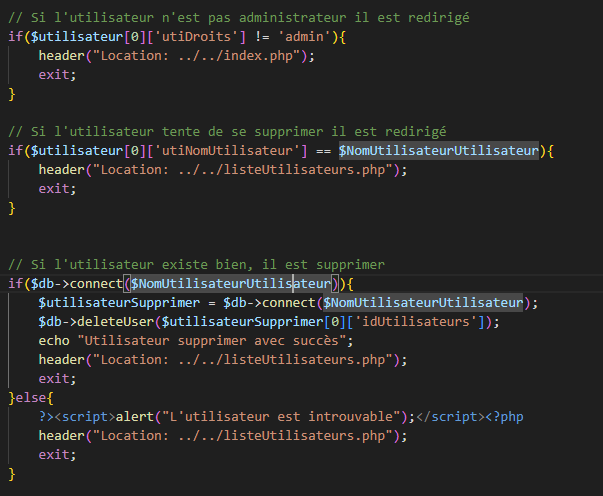 // Si l'utilisateur n'est pas administrateur il est redirigé
if($utilisateur[0]['utiDroits'] != 'admin'){
header("Location: ../../index.php");
exit;
}
// Si l'utilisateur tente de se supprimer il est redirigé
if($utilisateur[0]['utiNomUtilisateur'] == $NomUtilisateurUtilisateur){
header("Location: ../../listeUtilisateurs.php");
exit;
}
// Si l'utilisateur existe bien, il est supprimer
if($db->connect($NomUtilisateurUtilisateur)){
$utilisateurSupprimer = $db->connect($NomUtilisateurUtilisateur);
$db->deleteUser($utilisateurSupprimer[0]['idUtilisateurs']);
echo "Utilisateur supprimer avec succès";
header("Location: ../../listeUtilisateurs.php");
exit;
}else{
?><script>alert("L'utilisateur est introuvable");</script><?php
header("Location: ../../listeUtilisateurs.php");
exit;
}